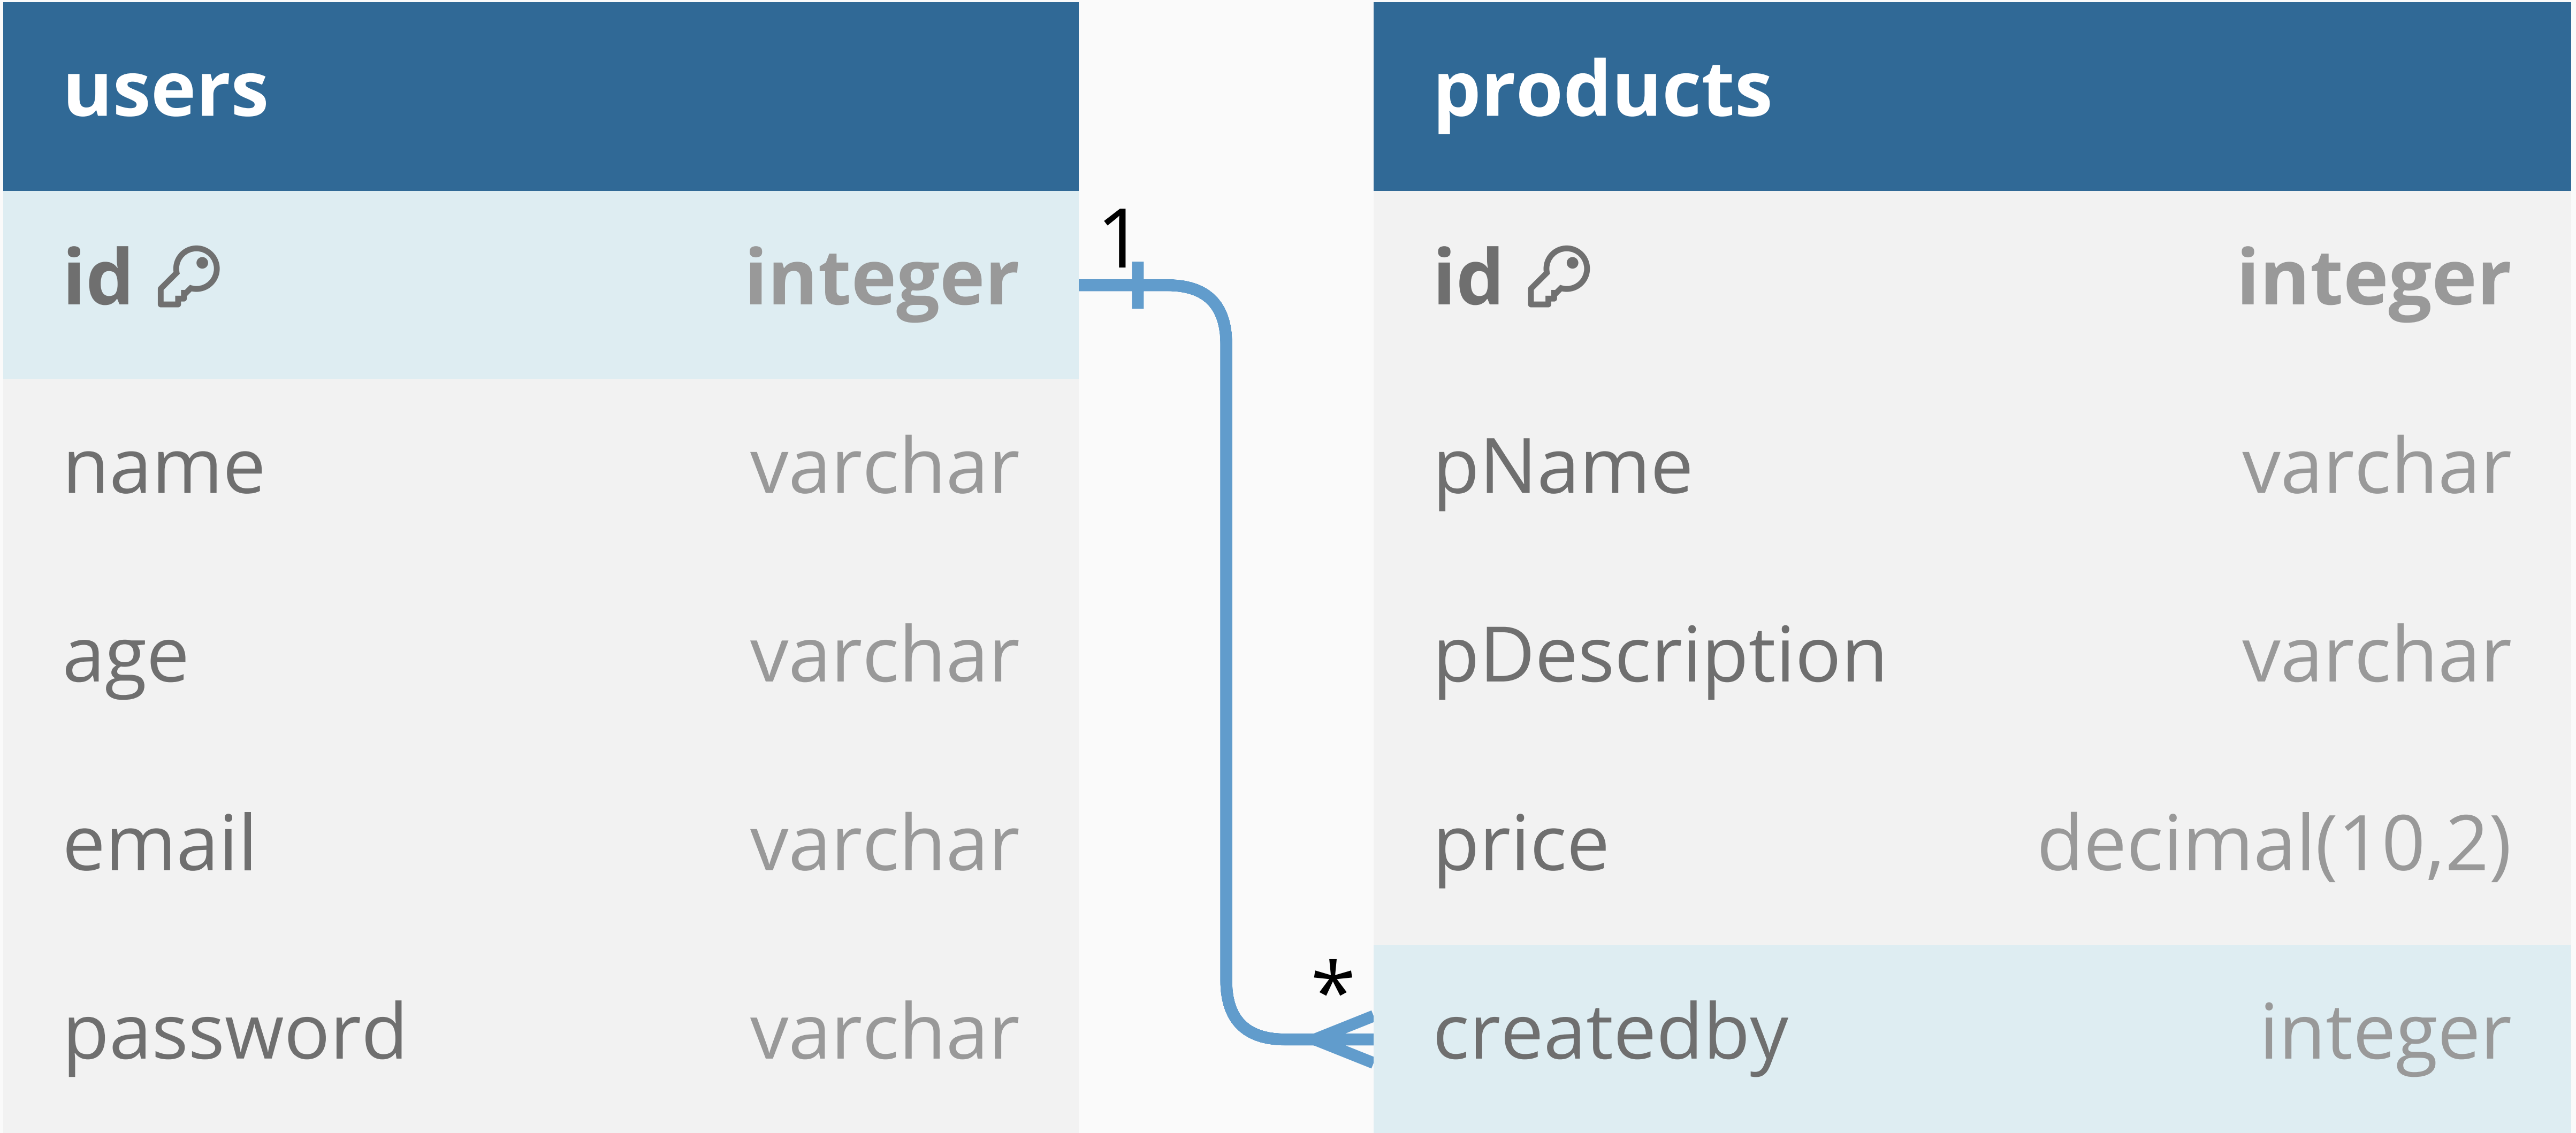 users
id integer
name varchar
age varchar
email varchar
password varchar
1
*
products
id integer
pName varchar
pDescription varchar
price decimal(10,2)
createdby integer